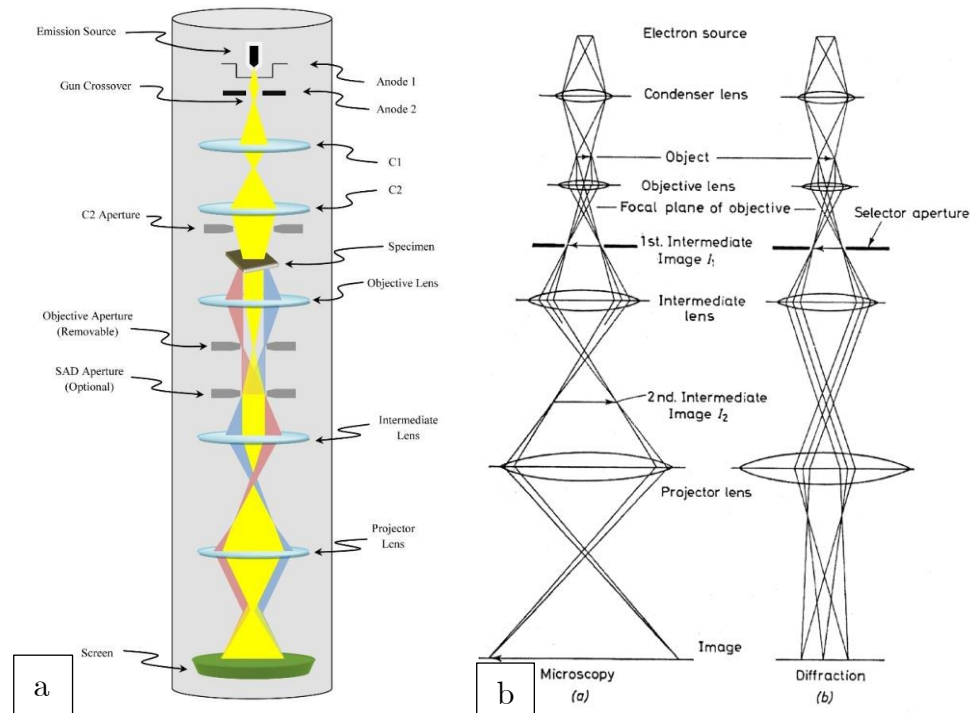 Emission Source
Gun Crossover
Anode 1
Anode 2
C1
C2
C2 Aperture
Specimen
Objective Lens
Objective Aperture
(Removable)
SAD Aperture
(Optional)
Intermediate
Lens
Projector
Lens
Screen
a
Electron source
Condenser lens
Object
Objective lens
Focal plane of objective
Selector aperture
1st. Intermediate
Image I₁
Intermediate
lens
2nd. Intermediate
Image I₂
Projector lens
Image
Microscopy
(a)
Diffraction
(b)
b